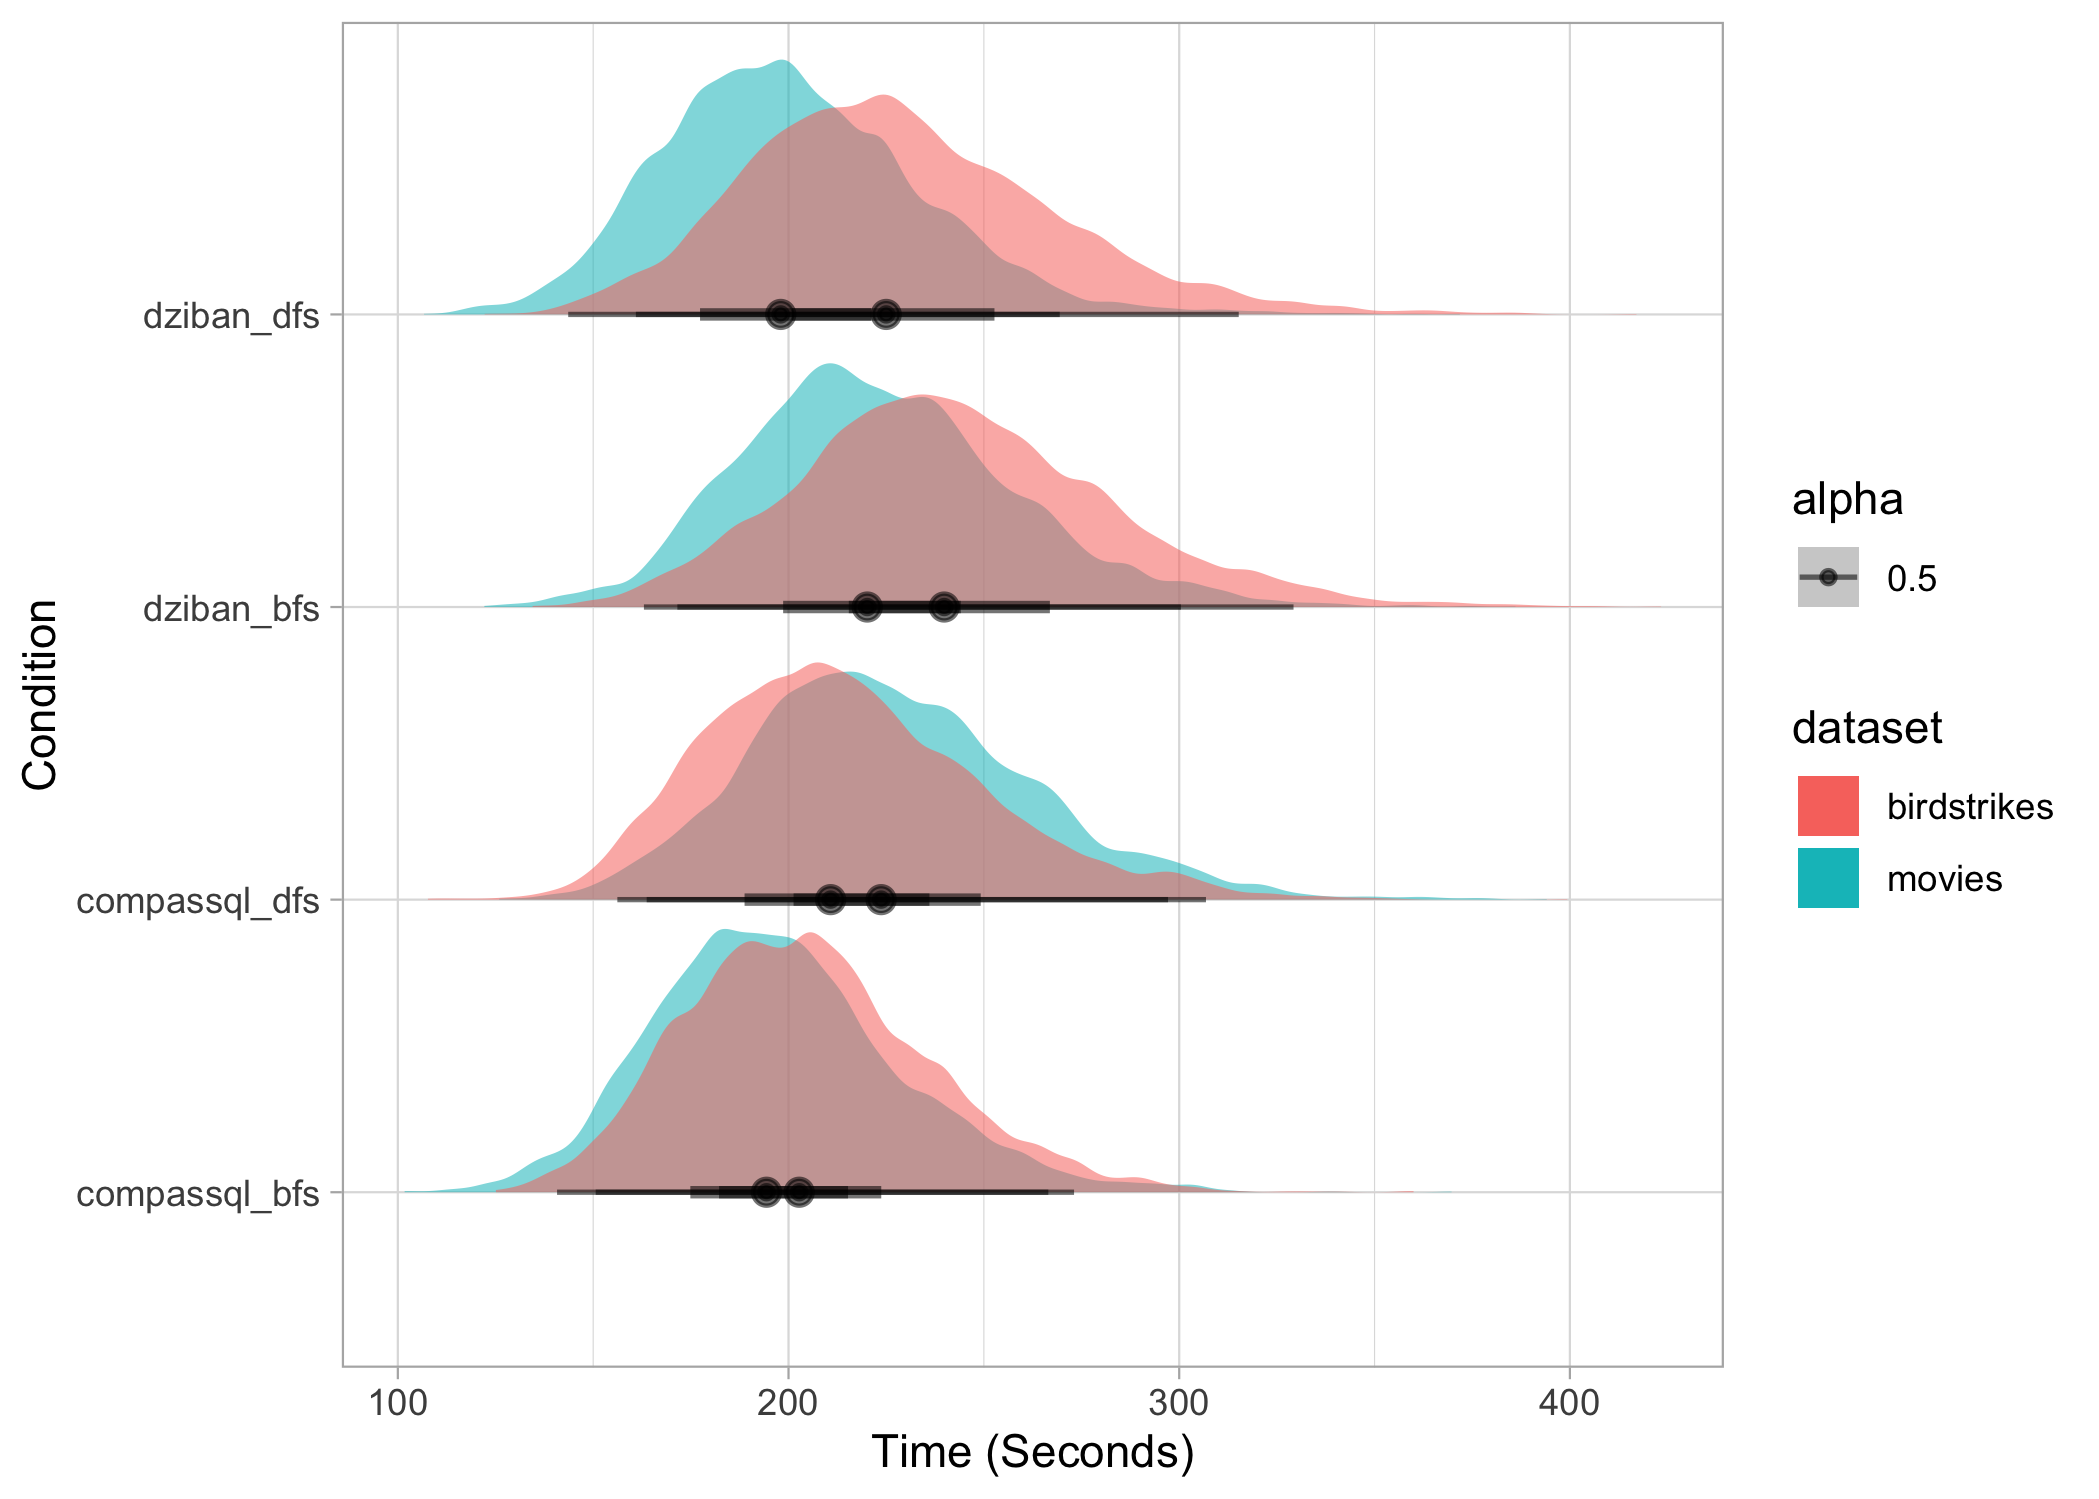 dziban_dfs
dziban_bfs
compassql_dfs
compassql_bfs
Condition
100 200 300 400
Time (Seconds)
alpha
0.5
dataset
birdstrikes
movies